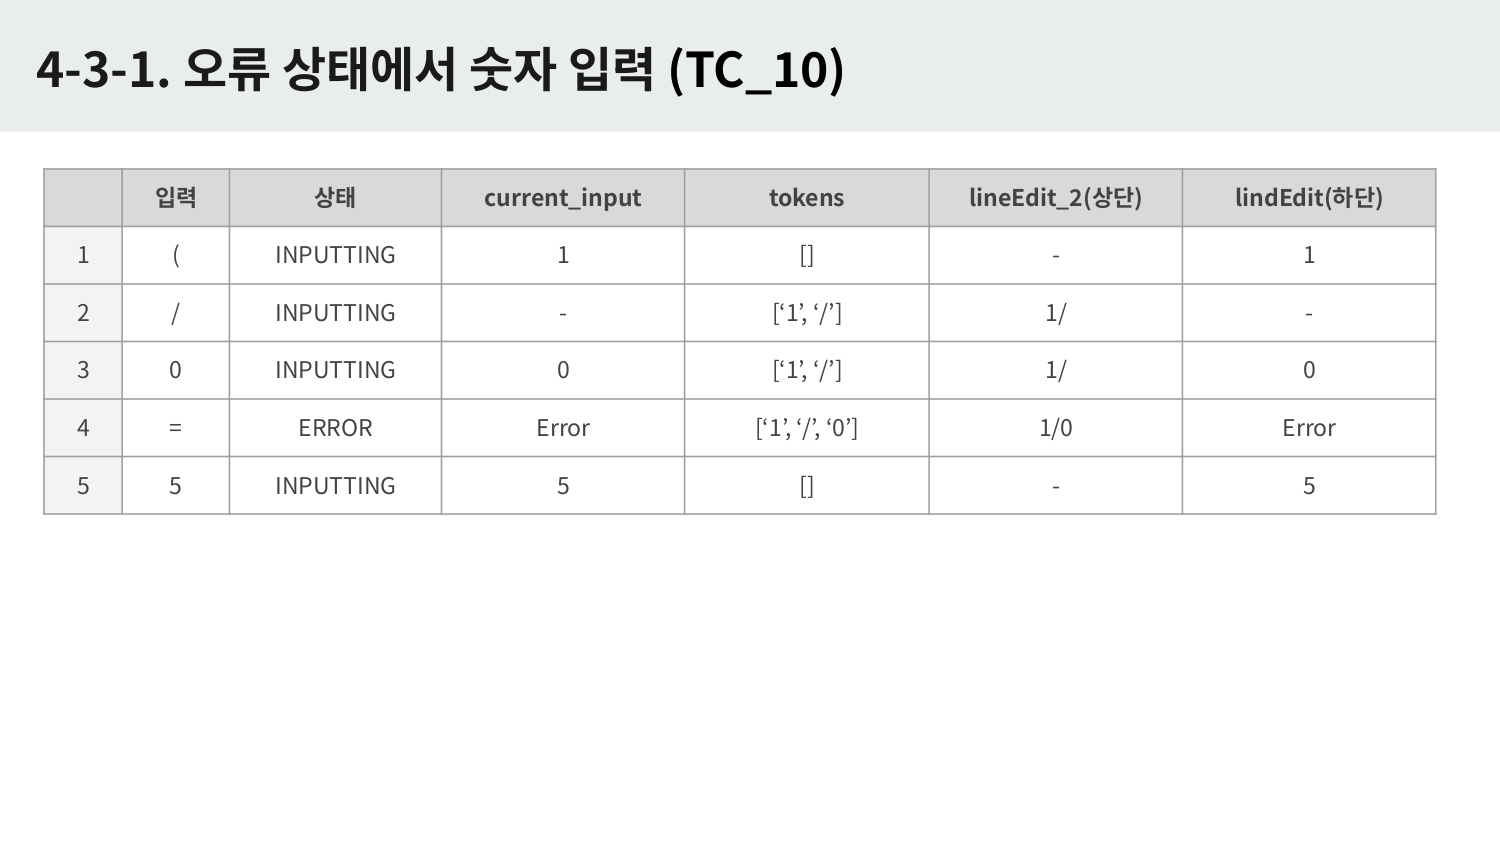 4-3-1. 오류 상태에서 숫자 입력 (TC_10)
입력 상태 current_input tokens lineEdit_2(상단) lindEdit(하단)
1 ( INPUTTING 1 [] - 1
2 / INPUTTING - [‘1’, ‘/’] 1/ -
3 0 INPUTTING 0 [‘1’, ‘/’] 1/ 0
4 = ERROR Error [‘1’, ‘/’, ‘0’] 1/0 Error
5 5 INPUTTING 5 [] - 5